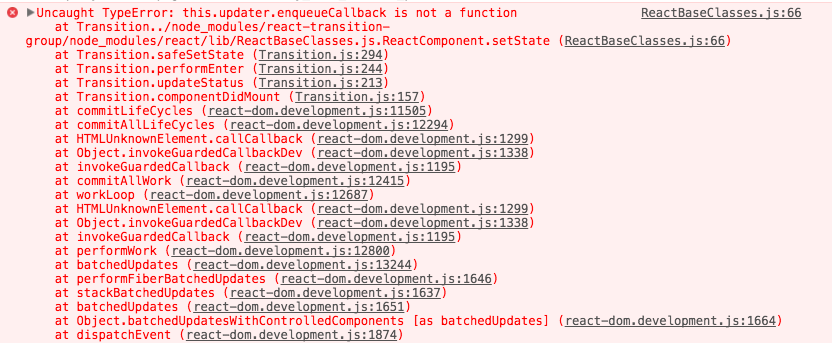 Uncaught TypeError: this.updater.enqueueCallback is not a function ReactBaseClasses.js:66
at Transition../node_modules/react-transition-
group/node_modules/react/lib/ReactBaseClasses.js.ReactComponent.setState (ReactBaseClasses.js:66)
at Transition.safeSetState (Transition.js:294)
at Transition.performEnter (Transition.js:244)
at Transition.updateStatus (Transition.js:213)
at Transition.componentDidMount (Transition.js:157)
at commitLifeCycles (react-dom.development.js:11505)
at commitAllLifeCycles (react-dom.development.js:12294)
at HTMLUnknownElement.callCallback (react-dom.development.js:1299)
at Object.invokeGuardedCallbackDev (react-dom.development.js:1338)
at invokeGuardedCallback (react-dom.development.js:1195)
at commitAllWork (react-dom.development.js:12415)
at workLoop (react-dom.development.js:12687)
at HTMLUnknownElement.callCallback (react-dom.development.js:1299)
at Object.invokeGuardedCallbackDev (react-dom.development.js:1338)
at invokeGuardedCallback (react-dom.development.js:1195)
at performWork (react-dom.development.js:12800)
at batchedUpdates (react-dom.development.js:13244)
at performFiberBatchedUpdates (react-dom.development.js:1646)
at stackBatchedUpdates (react-dom.development.js:1637)
at batchedUpdates (react-dom.development.js:1651)
at Object.batchedUpdatesWithControlledComponents [as batchedUpdates] (react-dom.development.js:1664)
at dispatchEvent (react-dom.development.js:1874)